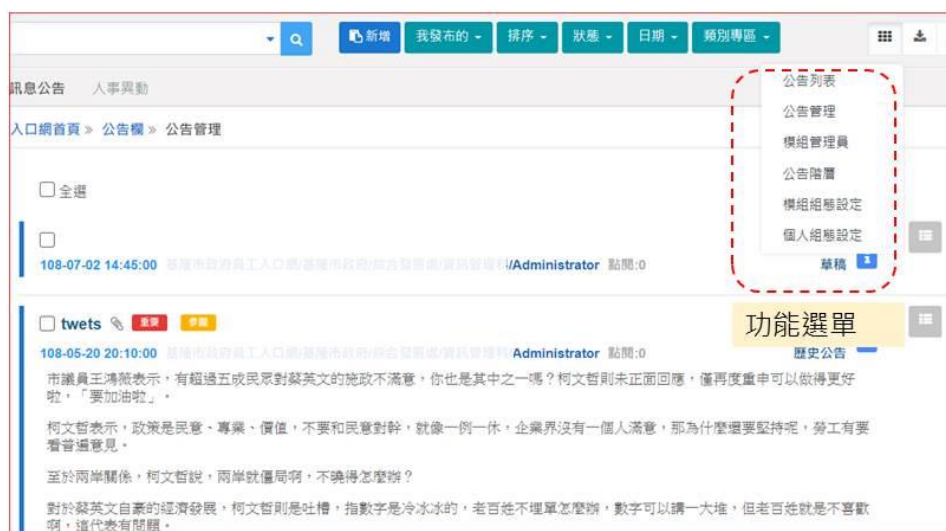 新增
我發布的
排序
狀態
日期
類別專區
訊息公告 人事異動
入口網首頁 » 公告欄 » 公告管理
公告列表
公告管理
模組管理員
公告階層
模組組態設定
個人組態設定
全選
108-07-02 14:45:00 /Administrator 點閱:0
草稿 1
功能選單
twets 重要
108-05-20 20:10:00 Administrator 點閱:0
歷史公告
市議員王鴻薇表示,有超過五成民眾對蔡英文的施政不滿意,你也是其中之一嗎?柯文哲則未正面回應,僅再度重申可以做得更好
啦,「要加油啦」。
柯文哲表示,政策是民意、專業、價值,不要和民意對幹,就像一例一休,企業界沒有一個人滿意,那為什麼還要堅持呢,勞工有要
看普遍意見。
至於兩岸關係,柯文哲說,兩岸就僵局啊,不曉得怎麼辦?
對於蔡英文自豪的經濟發展,柯文哲則是吐槽,指數字是冷冰冰的,老百姓不埋單怎麼辦,數字可以講一大堆,但老百姓就是不喜歡
啊,這代表有問題。